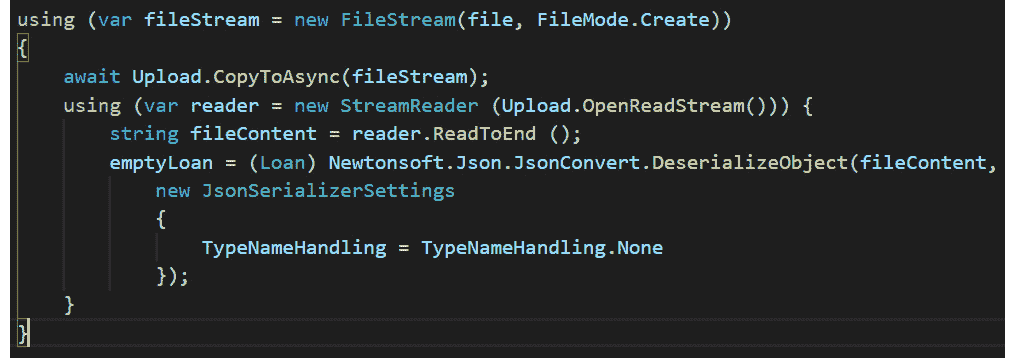 using (var fileStream = new FileStream(file, FileMode.Create))
{
    await Upload.CopyToAsync(fileStream);
    using (var reader = new StreamReader (Upload.OpenReadStream())) {
        string fileContent = reader.ReadToEnd ();
        emptyLoan = (Loan) Newtonsoft.Json.JsonConvert.DeserializeObject(fileContent,
            new JsonSerializerSettings
            {
                TypeNameHandling = TypeNameHandling.None
            });
    }
}